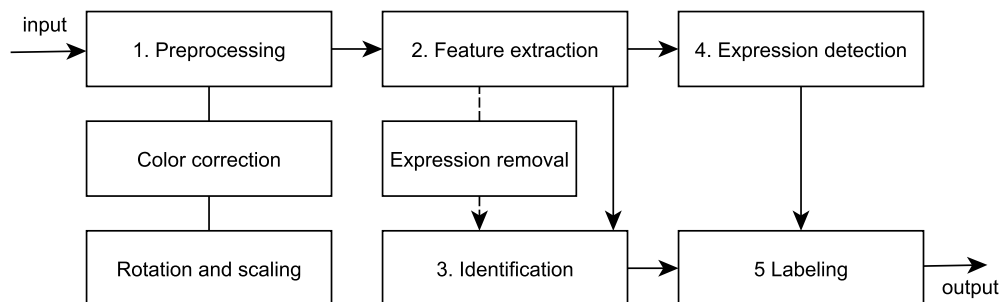 input
1. Preprocessing
2. Feature extraction
4. Expression detection
Color correction
Expression removal
Rotation and scaling
3. Identification
5 Labeling
output